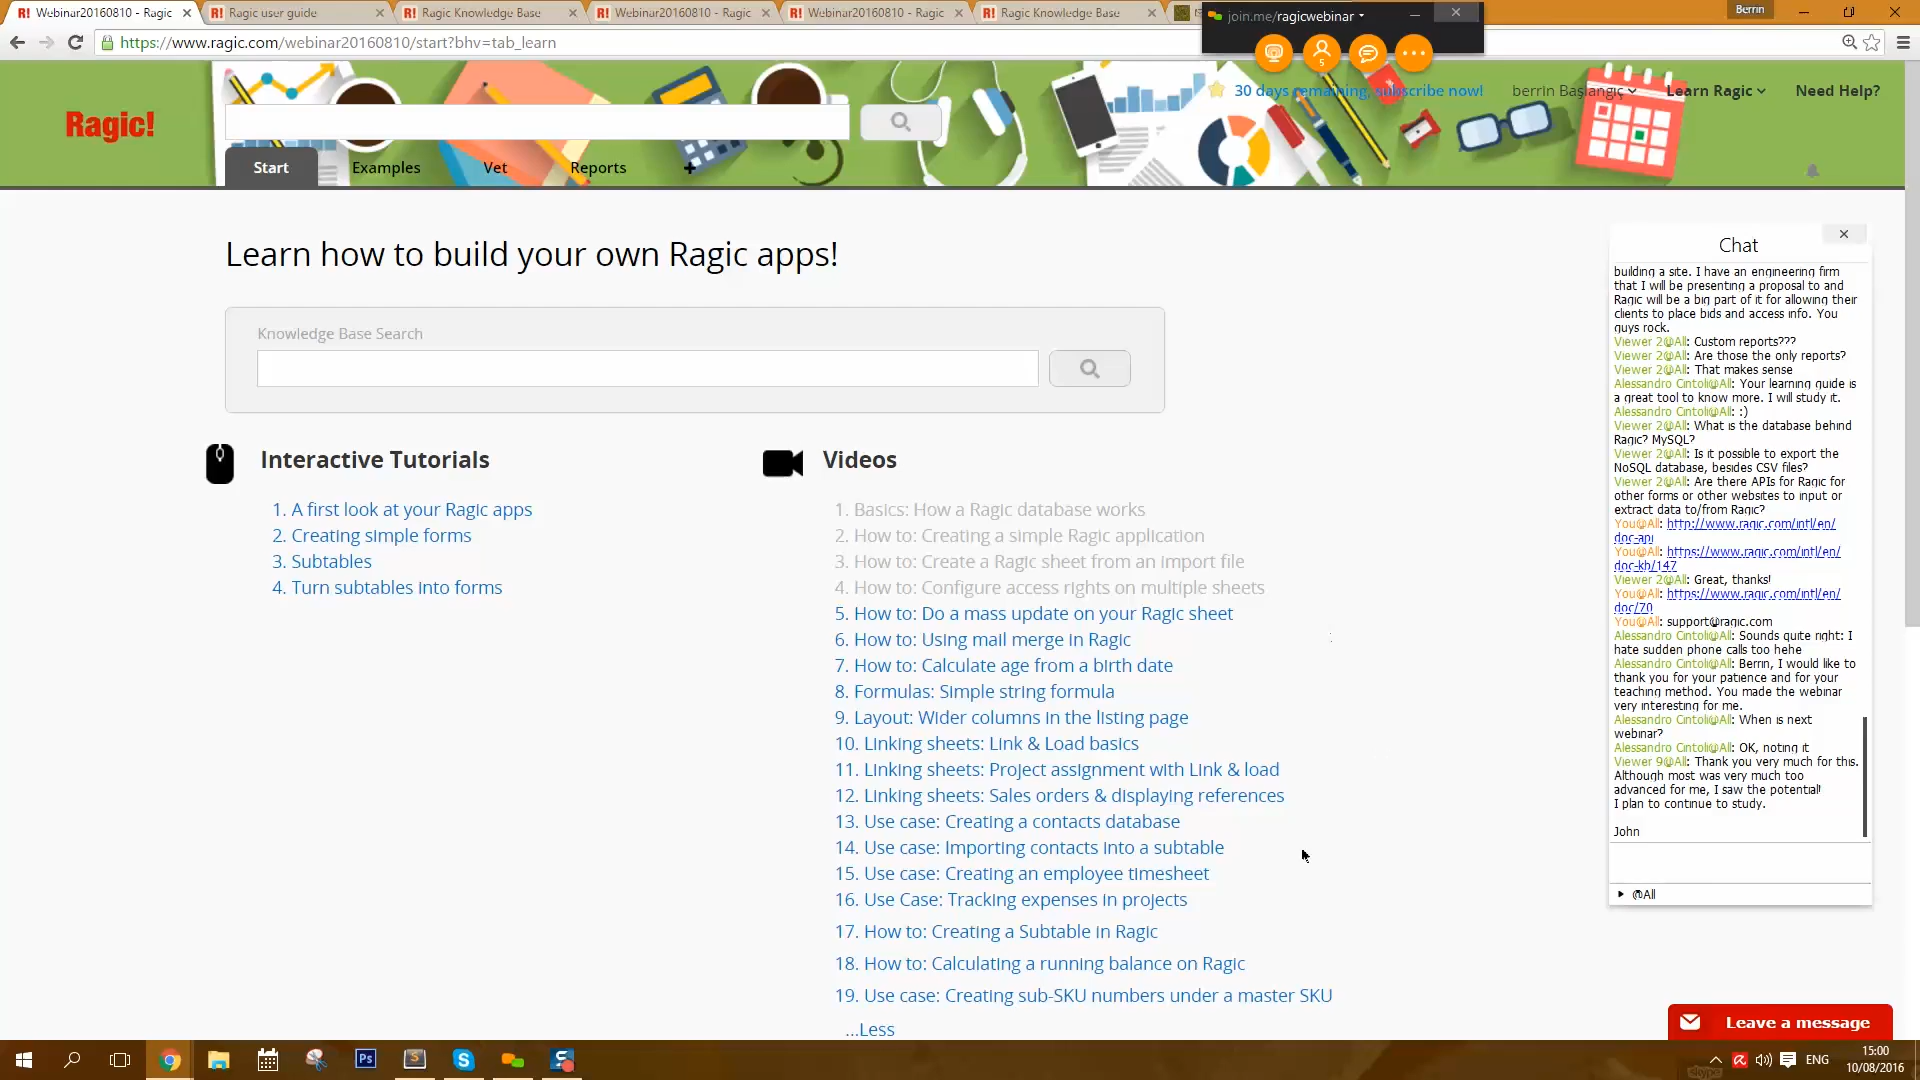 Webinar20160810 - Ragic
Ragic user guide
Ragic Knowledge Base
Webinar20160810 - Ragic
Webinar20160810 - Ragic
Ragic Knowledge Base
join.me/ragicwebinar
Berrin
https://www.ragic.com/webinar20160810/start?bhv=tab_learn
5
Ragic!
30 days remaining, subscribe now!
berrin Başlangıç
Learn Ragic
Need Help?
Start
Examples
Vet
Reports
+
Learn how to build your own Ragic apps!
Knowledge Base Search
Interactive Tutorials
1. A first look at your Ragic apps
2. Creating simple forms
3. Subtables
4. Turn subtables into forms
Videos
1. Basics: How a Ragic database works
2. How to: Creating a simple Ragic application
3. How to: Create a Ragic sheet from an import file
4. How to: Configure access rights on multiple sheets
5. How to: Do a mass update on your Ragic sheet
6. How to: Using mail merge in Ragic
7. How to: Calculate age from a birth date
8. Formulas: Simple string formula
9. Layout: Wider columns in the listing page
10. Linking sheets: Link & Load basics
11. Linking sheets: Project assignment with Link & load
12. Linking sheets: Sales orders & displaying references
13. Use case: Creating a contacts database
14. Use case: Importing contacts into a subtable
15. Use case: Creating an employee timesheet
16. Use Case: Tracking expenses in projects
17. How to: Creating a Subtable in Ragic
18. How to: Calculating a running balance on Ragic
19. Use case: Creating sub-SKU numbers under a master SKU
...Less
Chat
building a site. I have an engineering firm
that I will be presenting a proposal to and
Ragic will be a big part of it for allowing their
clients to place bids and access info. You
guys rock.
Viewer 2@All: Custom reports???
Viewer 2@All: Are those the only reports?
Viewer 2@All: That makes sense
Alessandro Cintoli@All: Your learning guide is
a great tool to know more. I will study it.
Alessandro Cintoli@All: :)
Viewer 2@All: What is the database behind
Ragic? MySQL?
Viewer 2@All: Is it possible to export the
NoSQL database, besides CSV files?
Viewer 2@All: Are there APIs for Ragic for
other forms or other websites to input or
extract data to/from Ragic?
You@All: http://www.ragic.com/intl/en/
doc-api
You@All: https://www.ragic.com/intl/en/
doc-kb/147
Viewer 2@All: Great, thanks!
You@All: https://www.ragic.com/intl/en/
doc/70
You@All: support@ragic.com
Alessandro Cintoli@All: Sounds quite right: I
hate sudden phone calls too hehe
Alessandro Cintoli@All: Berrin, I would like to
thank you for your patience and for your
teaching method. You made the webinar
very interesting for me.
Alessandro Cintoli@All: When is next
webinar?
Alessandro Cintoli@All: OK, noting it
Viewer 9@All: Thank you very much for this.
Although most was very much too
advanced for me, I saw the potential!
I plan to continue to study.
John
@All
Leave a message
Ps
S
ENG
15:00
10/08/2016